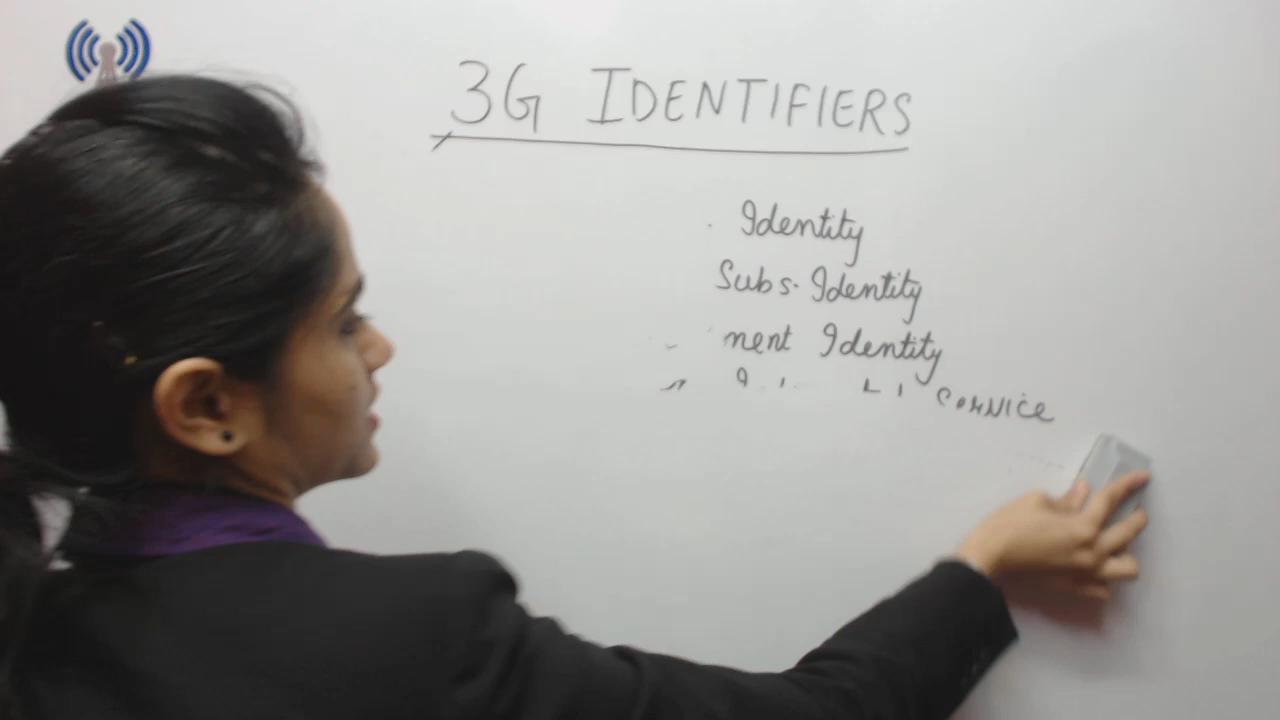 3G IDENTIFIERS
Identity
Subs. Identity
nent Identity
Service